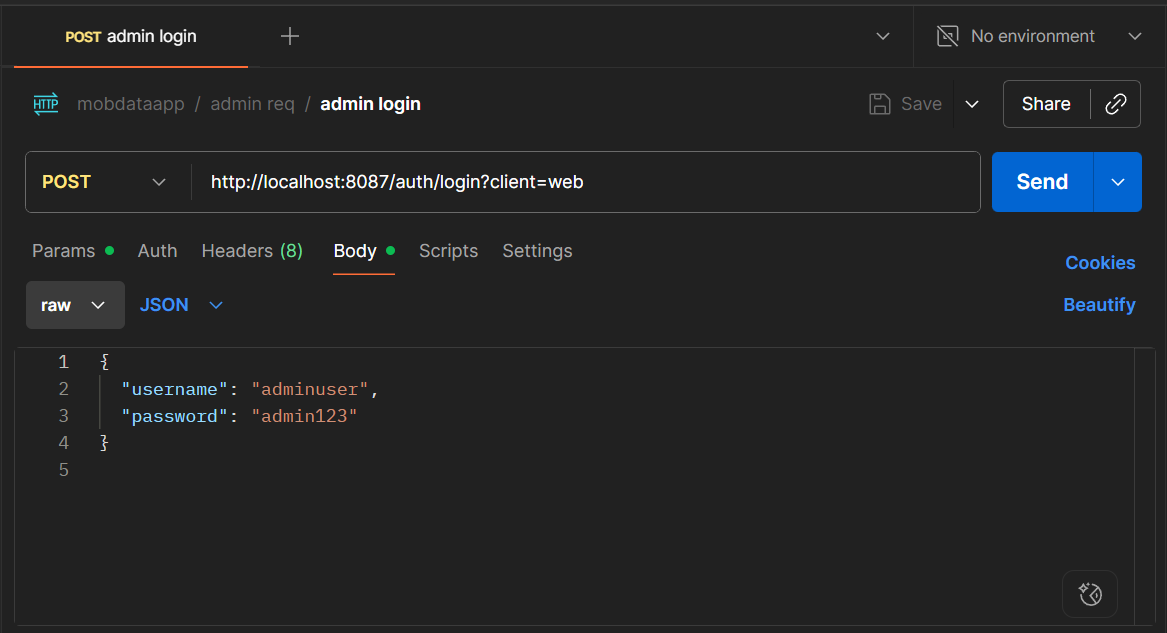 POST admin login
No environment
HTTP mobdataapp / admin req / admin login
Save
Share
POST
http://localhost:8087/auth/login?client=web
Send
Params
Auth
Headers (8)
Body
Scripts
Settings
Cookies
raw
JSON
Beautify
1 {
2 "username": "adminuser",
3 "password": "admin123"
4 }
5